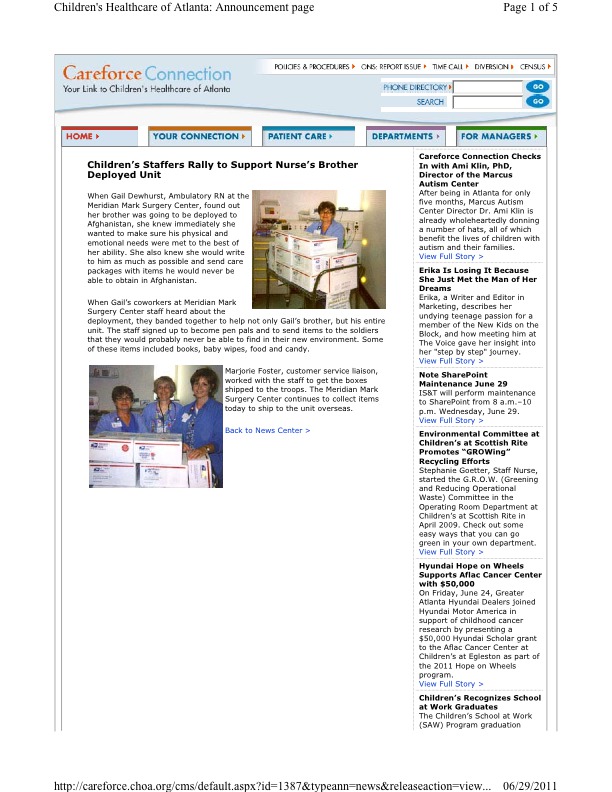 Children's Healthcare of Atlanta: Announcement page
Page 1 of 5
Careforce Connection
Your Link to Children's Healthcare of Atlanta
POLICIES & PROCEDURES
ONS: REPORT ISSUE
TIME CALL
DIVERSION
CENSUS
PHONE DIRECTORY
GO
SEARCH
GO
HOME
YOUR CONNECTION
PATIENT CARE
DEPARTMENTS
FOR MANAGERS
Children’s Staffers Rally to Support Nurse’s Brother
Deployed Unit
When Gail Dewhurst, Ambulatory RN at the
Meridian Mark Surgery Center, found out
her brother was going to be deployed to
Afghanistan, she knew immediately she
wanted to make sure his physical and
emotional needs were met to the best of
her ability. She also knew she would write
to him as much as possible and send care
packages with items he would never be
able to obtain in Afghanistan.
When Gail’s coworkers at Meridian Mark
Surgery Center staff heard about the
deployment, they banded together to help not only Gail’s brother, but his entire
unit. The staff signed up to become pen pals and to send items to the soldiers
that they would probably never be able to find in their new environment. Some
of these items included books, baby wipes, food and candy.
Marjorie Foster, customer service liaison,
worked with the staff to get the boxes
shipped to the troops. The Meridian Mark
Surgery Center continues to collect items
today to ship to the unit overseas.
Back to News Center >
Careforce Connection Checks
In with Ami Klin, PhD,
Director of the Marcus
Autism Center
After being in Atlanta for only
five months, Marcus Autism
Center Director Dr. Ami Klin is
already wholeheartedly donning
a number of hats, all of which
benefit the lives of children with
autism and their families.
View Full Story >
Erika Is Losing It Because
She Just Met the Man of Her
Dreams
Erika, a Writer and Editor in
Marketing, describes her
undying teenage passion for a
member of the New Kids on the
Block, and how meeting him at
The Voice gave her insight into
her "step by step" journey.
View Full Story >
Note SharePoint
Maintenance June 29
IS&T will perform maintenance
to SharePoint from 8 a.m.–10
p.m. Wednesday, June 29.
View Full Story >
Environmental Committee at
Children’s at Scottish Rite
Promotes “GROWing”
Recycling Efforts
Stephanie Goetter, Staff Nurse,
started the G.R.O.W. (Greening
and Reducing Operational
Waste) Committee in the
Operating Room Department at
Children’s at Scottish Rite in
April 2009. Check out some
easy ways that you can go
green in your own department.
View Full Story >
Hyundai Hope on Wheels
Supports Aflac Cancer Center
with $50,000
On Friday, June 24, Greater
Atlanta Hyundai Dealers joined
Hyundai Motor America in
support of childhood cancer
research by presenting a
$50,000 Hyundai Scholar grant
to the Aflac Cancer Center at
Children’s at Egleston as part of
the 2011 Hope on Wheels
program.
View Full Story >
Children’s Recognizes School
at Work Graduates
The Children’s School at Work
(SAW) Program graduation
http://careforce.choa.org/cms/default.aspx?id=1387&typeann=news&releaseaction=view...
06/29/2011